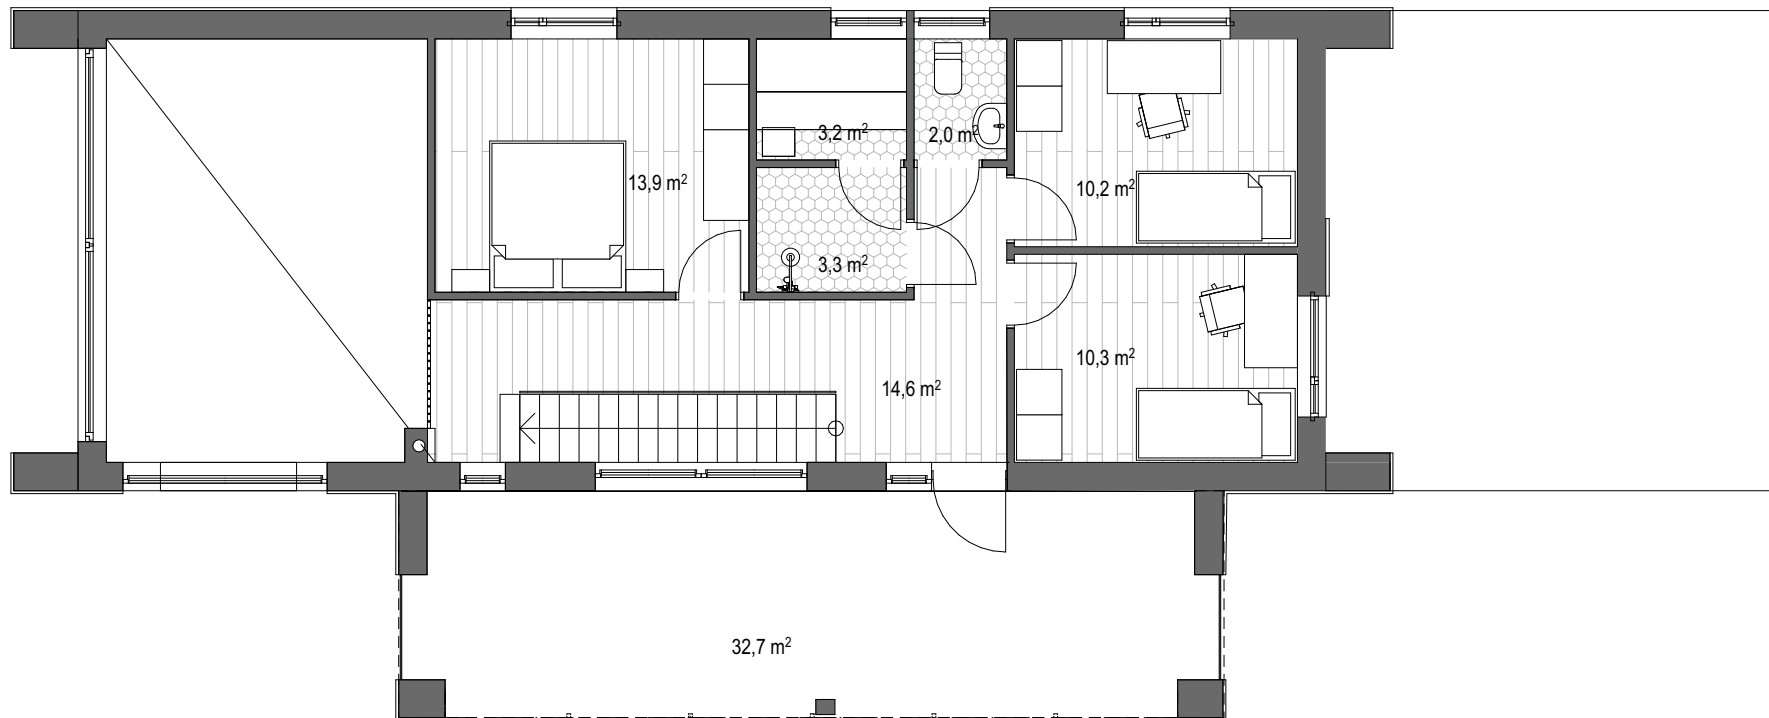 3,2 m²
2,0 m²
13,9 m²
10,2 m²
3,3 m²
10,3 m²
14,6 m²
32,7 m²